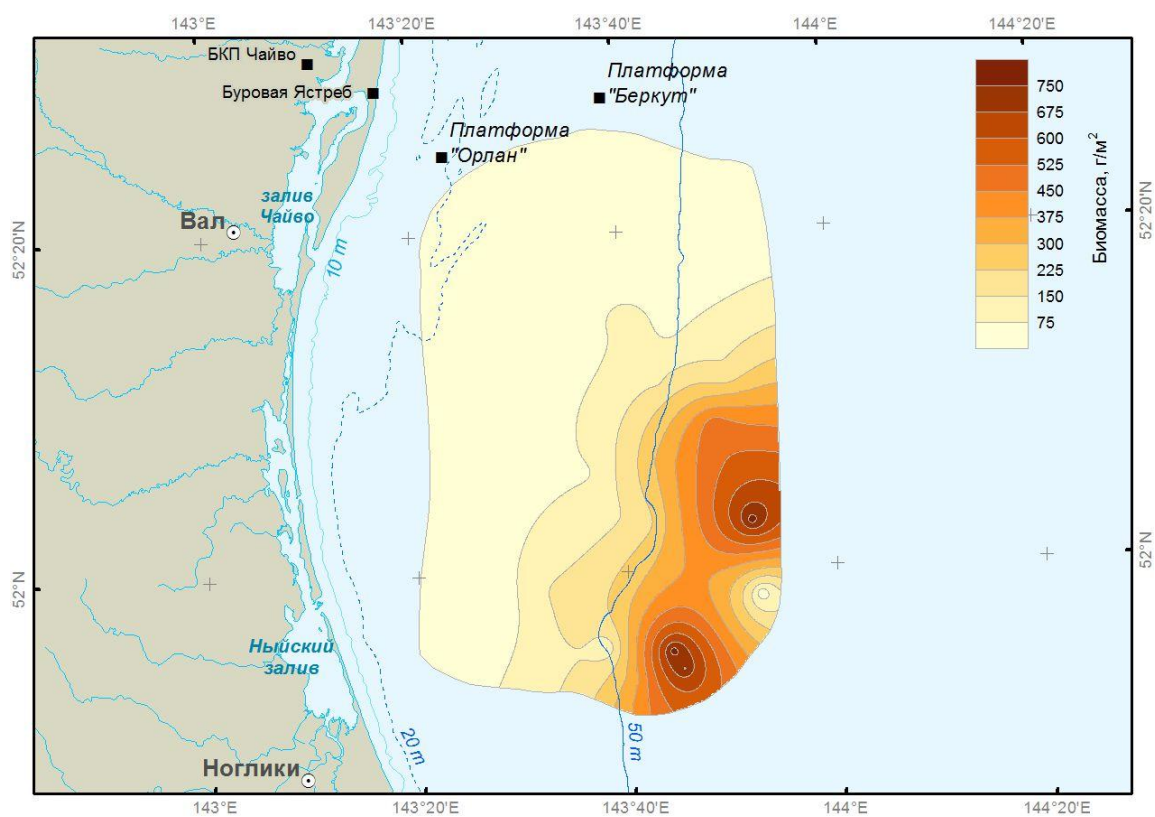 143°E
143°20'E
143°40'E
144°E
144°20'E
БКП Чайво
Буровая Ястреб
Платформа
"Беркут"
Платформа
"Орлан"
750
675
600
525
450
375
300
225
150
75
Биомасса, г/м²
залив
Чайво
Вал
10 m
52°20'N
52°20'N
52°N
52°N
Ныйский
залив
20 m
50 m
Ноглики
143°E
143°20'E
143°40'E
144°E
144°20'E